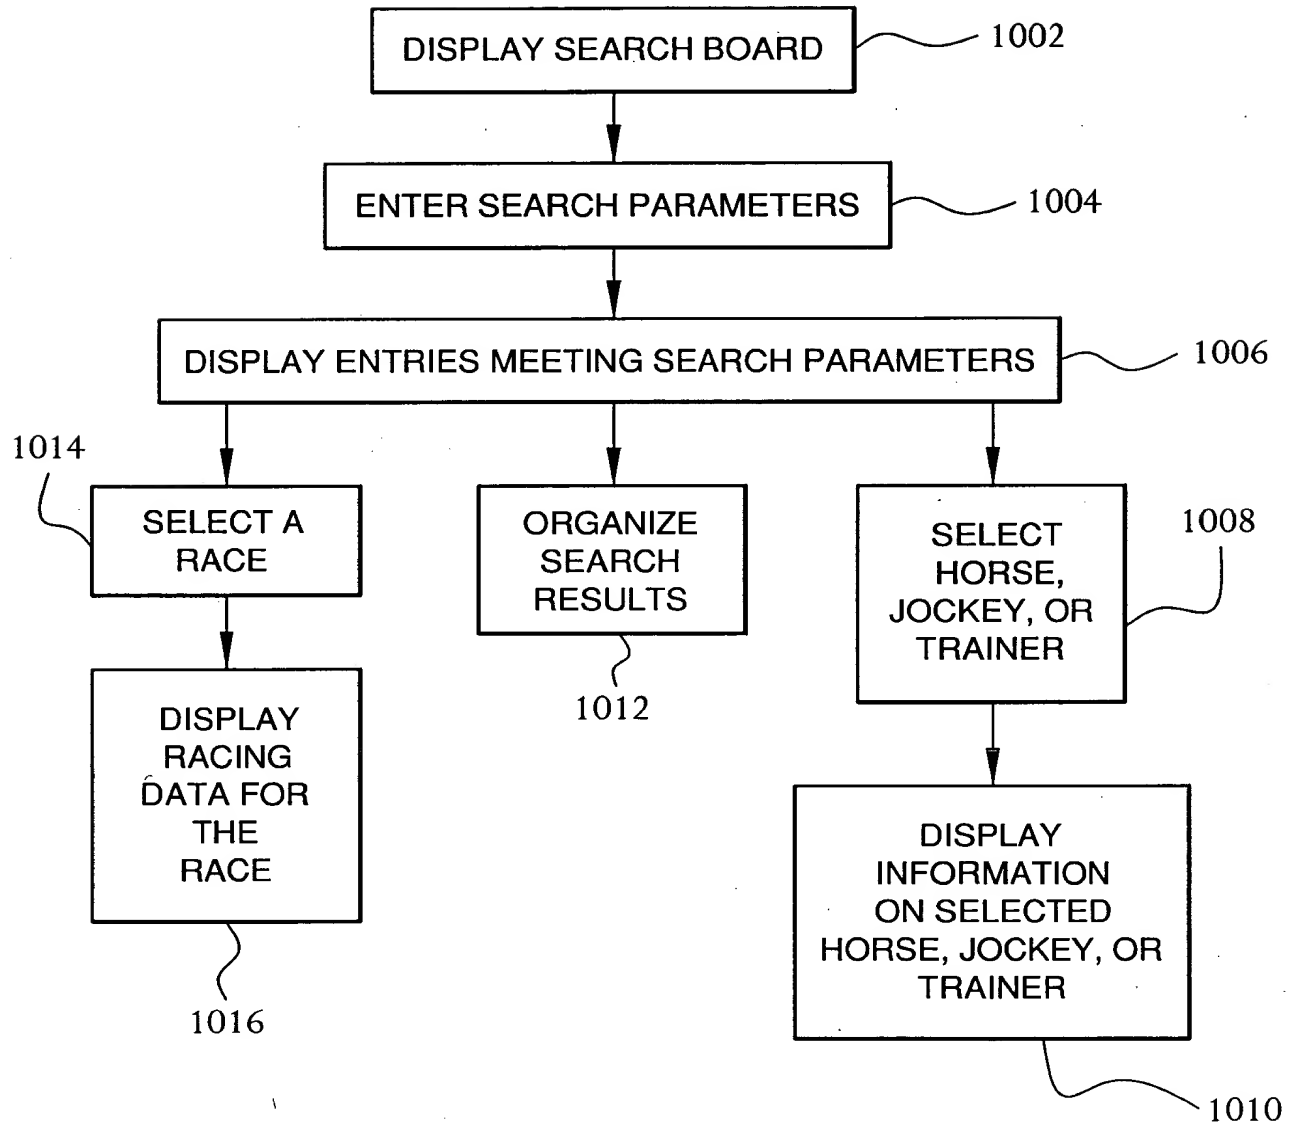 DISPLAY SEARCH BOARD
1002
ENTER SEARCH PARAMETERS
1004
DISPLAY ENTRIES MEETING SEARCH PARAMETERS
1006
1014
SELECT A
RACE
ORGANIZE
SEARCH
RESULTS
1012
SELECT
HORSE,
JOCKEY, OR
TRAINER
1008
DISPLAY
RACING
DATA FOR
THE
RACE
1016
DISPLAY
INFORMATION
ON SELECTED
HORSE, JOCKEY, OR
TRAINER
1010